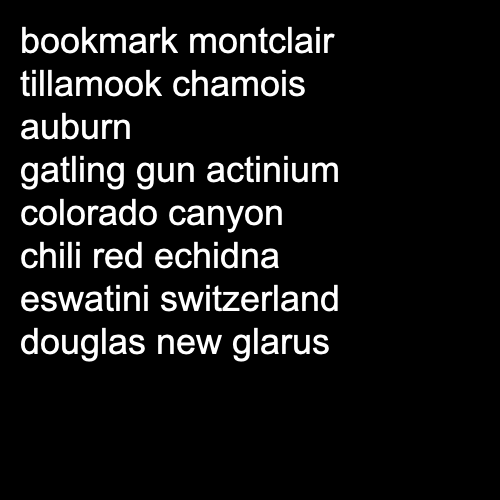 bookmark montclair
tillamook chamois
auburn
gatling gun actinium
colorado canyon
chili red echidna
eswatini switzerland
douglas new glarus